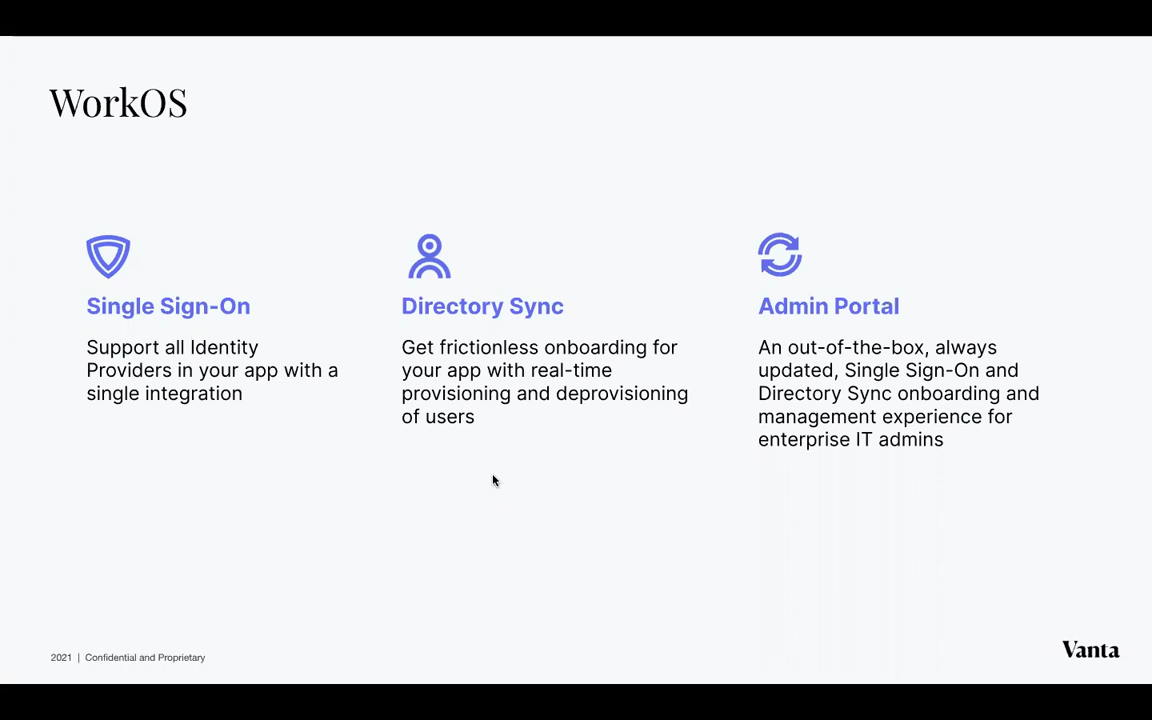 WorkOS
Single Sign-On
Support all Identity
Providers in your app with a
single integration
Directory Sync
Get frictionless onboarding for
your app with real-time
provisioning and deprovisioning
of users
Admin Portal
An out-of-the-box, always
updated, Single Sign-On and
Directory Sync onboarding and
management experience for
enterprise IT admins
2021 | Confidential and Proprietary
Vanta